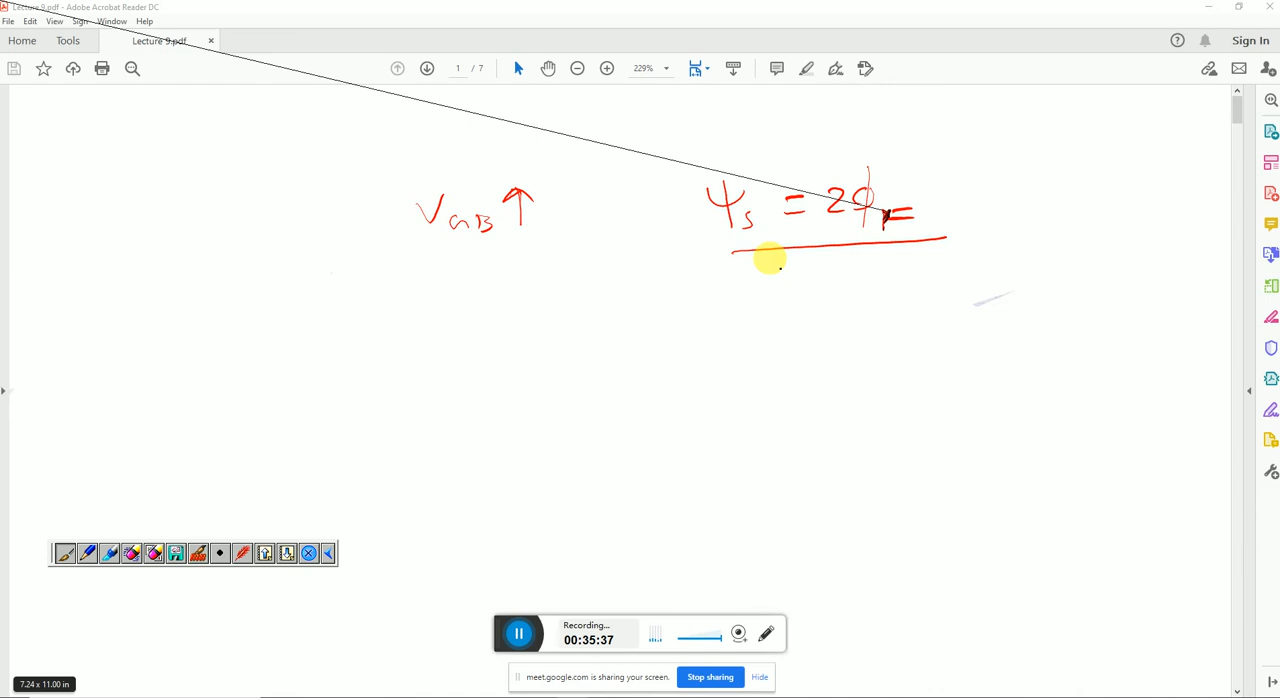 Lecture 9.pdf - Adobe Acrobat Reader DC
File Edit View Sign Window Help
Home Tools Lecture 9.pdf × Sign In
1 / 7 229%
V_GB ↑ ψ_s = 2φ_F
Recording...
00:35:37
meet.google.com is sharing your screen. Stop sharing Hide
7.24 x 11.00 in